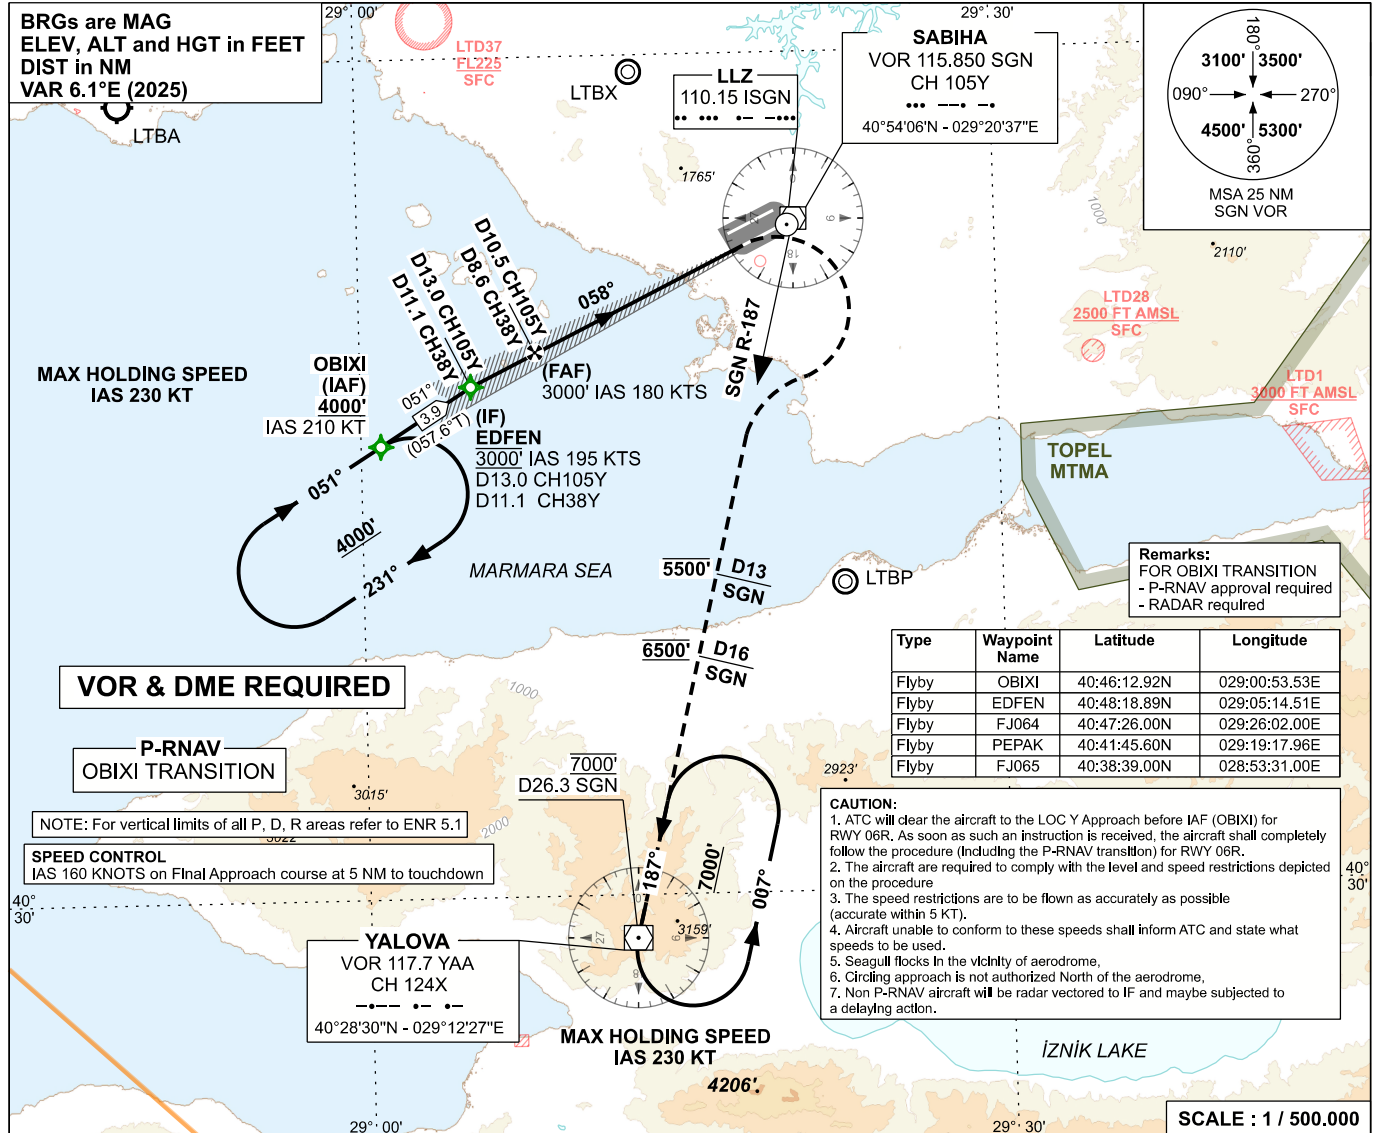 BRGs are MAG
ELEV, ALT and HGT in FEET
DIST in NM
VAR 6.1°E (2025)
29° 00'
29° 30'
LTD37
FL225
SFC
LTBA
LTBX
LLZ
110.15 ISGN
SABIHA
VOR 115.850 SGN
CH 105Y
40°54'06"N - 029°20'37"E
180°
3100' 3500'
090° 270°
4500' 5300'
360°
MSA 25 NM
SGN VOR
1765'
1000
2110'
0
27
9
18
D10.5 CH105Y
D8.6 CH38Y
D13.0 CH105Y
D11.1 CH38Y
058°
SGN R-187
LTD28
2500 FT AMSL
SFC
LTD1
3000 FT AMSL
SFC
MAX HOLDING SPEED
IAS 230 KT
OBIXI
(IAF)
4000'
IAS 210 KT
051°
3.9
(057.6°T)
(FAF)
3000' IAS 180 KTS
(IF)
EDFEN
3000' IAS 195 KTS
D13.0 CH105Y
D11.1 CH38Y
051°
4000'
231°
TOPEL
MTMA
MARMARA SEA
5500' D13
SGN
LTBP
6500' D16
SGN
Remarks:
FOR OBIXI TRANSITION
- P-RNAV approval required
- RADAR required
Type Waypoint Name Latitude Longitude
Flyby OBIXI 40:46:12.92N 029:00:53.53E
Flyby EDFEN 40:48:18.89N 029:05:14.51E
Flyby FJ064 40:47:26.00N 029:26:02.00E
Flyby PEPAK 40:41:45.60N 029:19:17.96E
Flyby FJ065 40:38:39.00N 028:53:31.00E
VOR & DME REQUIRED
1000
P-RNAV
OBIXI TRANSITION
7000'
D26.3 SGN
2923'
3015'
2000
NOTE: For vertical limits of all P, D, R areas refer to ENR 5.1
3022
SPEED CONTROL
IAS 160 KNOTS on Final Approach course at 5 NM to touchdown
CAUTION:
1. ATC will clear the aircraft to the LOC Y Approach before IAF (OBIXI) for
RWY 06R. As soon as such an instruction is received, the aircraft shall completely
follow the procedure (including the P-RNAV transition) for RWY 06R.
2. The aircraft are required to comply with the level and speed restrictions depicted
on the procedure
3. The speed restrictions are to be flown as accurately as possible
(accurate within 5 KT).
4. Aircraft unable to conform to these speeds shall inform ATC and state what
speeds to be used.
5. Seagull flocks in the vicinity of aerodrome,
6. Circling approach is not authorized North of the aerodrome,
7. Non P-RNAV aircraft will be radar vectored to IF and maybe subjected to
a delaying action.
40°
30'
40°
30'
187°
7000'
007°
0
27
9
18
3159'
YALOVA
VOR 117.7 YAA
CH 124X
40°28'30"N - 029°12'27"E
MAX HOLDING SPEED
IAS 230 KT
4206'
İZNİK LAKE
29° 00'
29° 30'
SCALE : 1 / 500.000